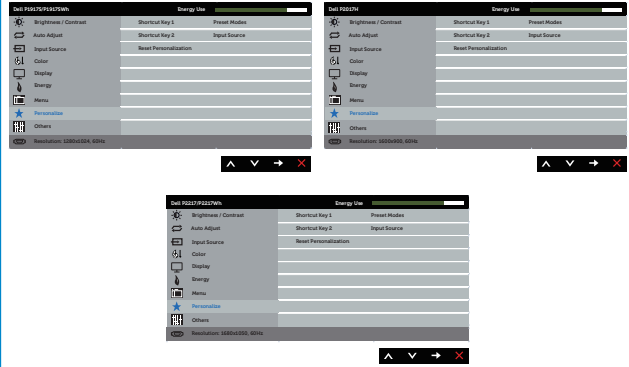 Dell P1917S/P1917SWh Energy Use
Brightness / Contrast Shortcut Key 1 Preset Modes
Auto Adjust Shortcut Key 2 Input Source
Input Source Reset Personalization
Color
Display
Energy
Menu
Personalize
Others
Resolution: 1280x1024, 60Hz
Dell P2017H Energy Use
Brightness / Contrast Shortcut Key 1 Preset Modes
Auto Adjust Shortcut Key 2 Input Source
Input Source Reset Personalization
Color
Display
Energy
Menu
Personalize
Others
Resolution: 1600x900, 60Hz
Dell P2217/P2217Wh Energy Use
Brightness / Contrast Shortcut Key 1 Preset Modes
Auto Adjust Shortcut Key 2 Input Source
Input Source Reset Personalization
Color
Display
Energy
Menu
Personalize
Others
Resolution: 1680x1050, 60Hz